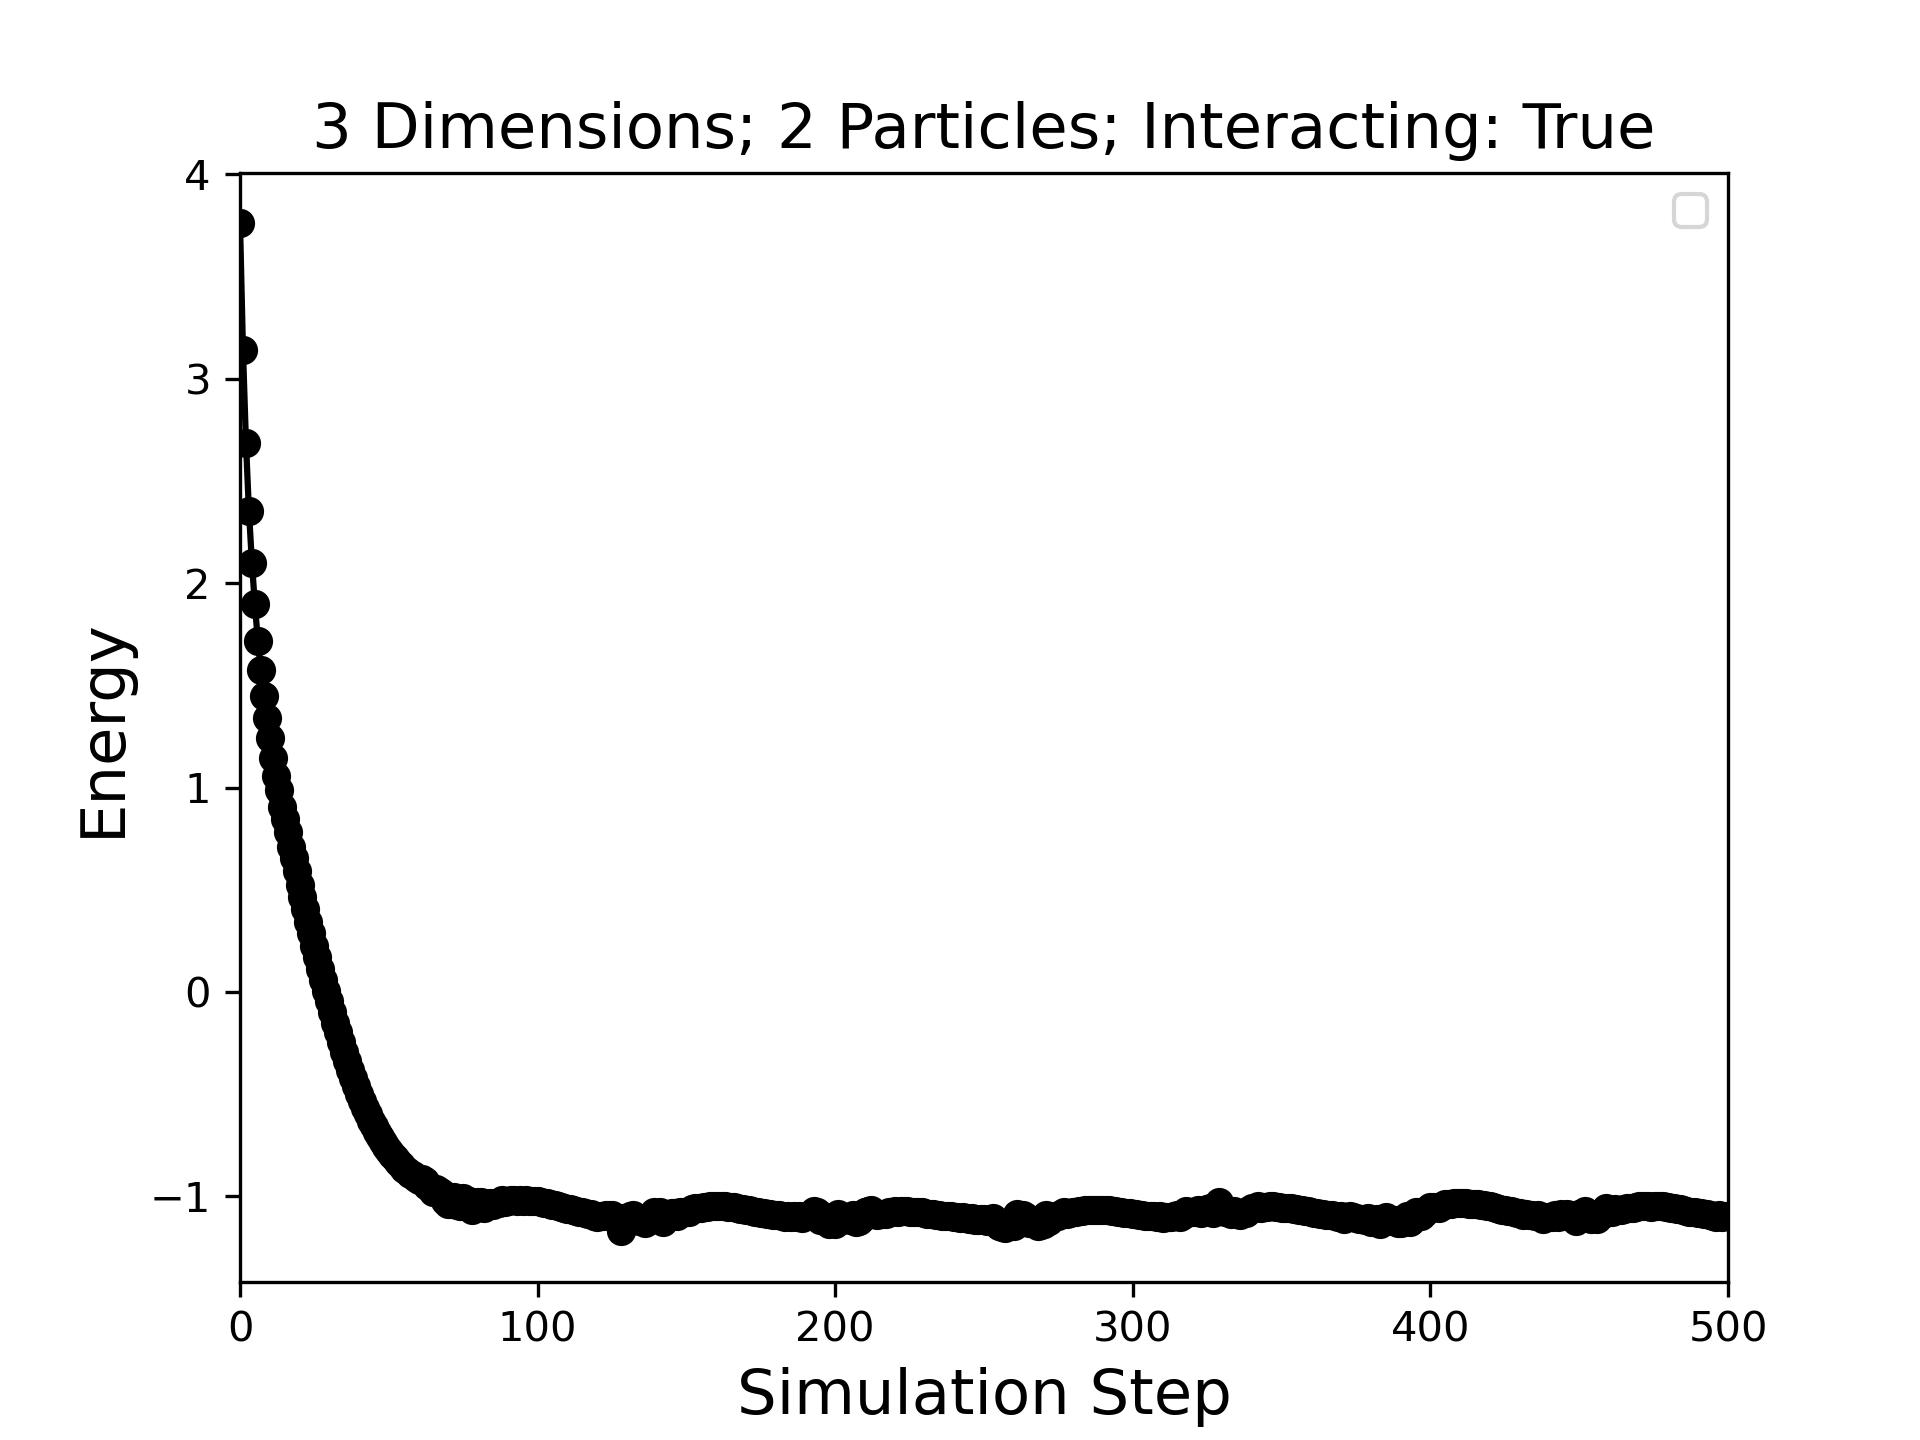 3 Dimensions; 2 Particles; Interacting: True
4
3
2
1
0
−1
Energy
0 100 200 300 400 500
Simulation Step